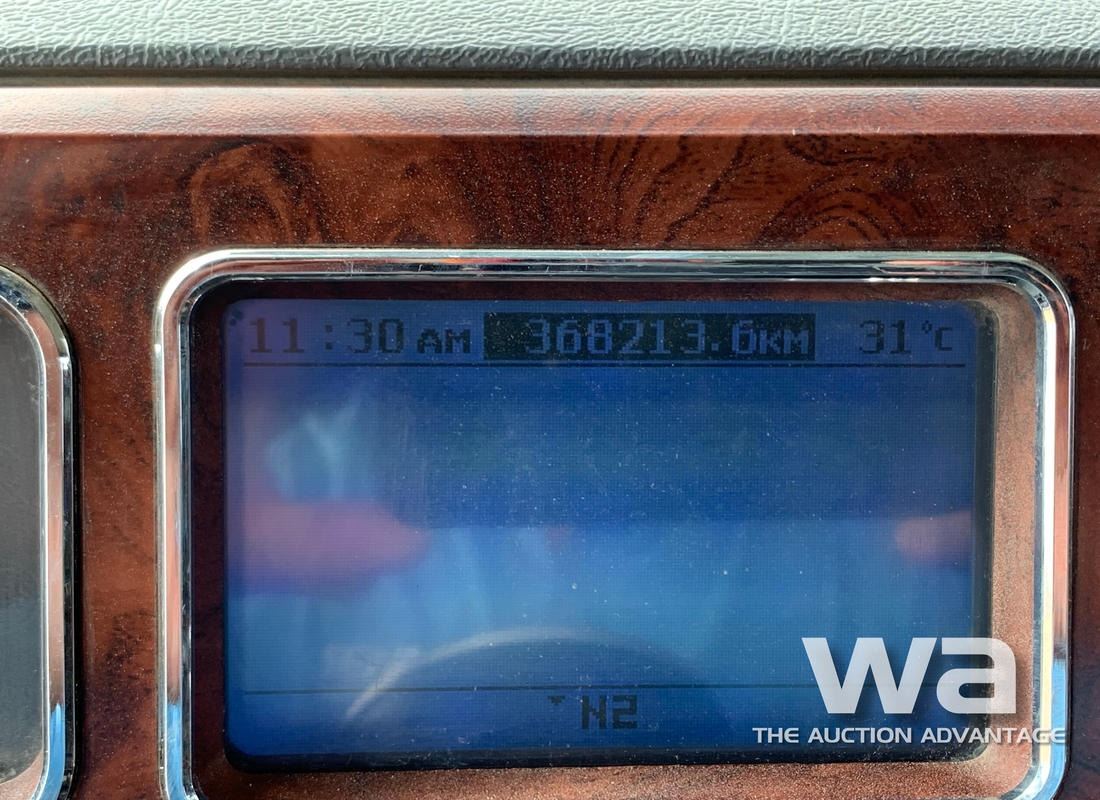 11:30 AM 368213.6KM 31°C
N2
wa
THE AUCTION ADVANTAGE